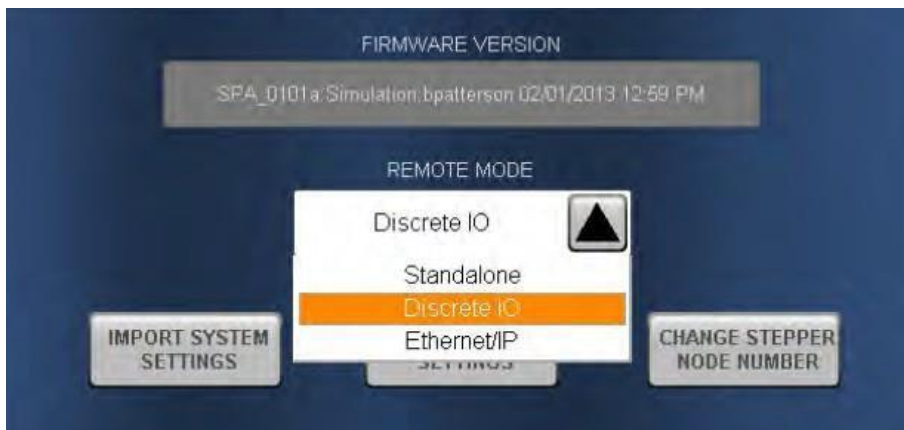 FIRMWARE VERSION
SPA_0101a.Simulation.bpatterson 02/01/2013 12:59 PM
REMOTE MODE
Discrete IO
Standalone
Discrete IO
Ethernet/IP
IMPORT SYSTEM
SETTINGS
SETTINGS
CHANGE STEPPER
NODE NUMBER